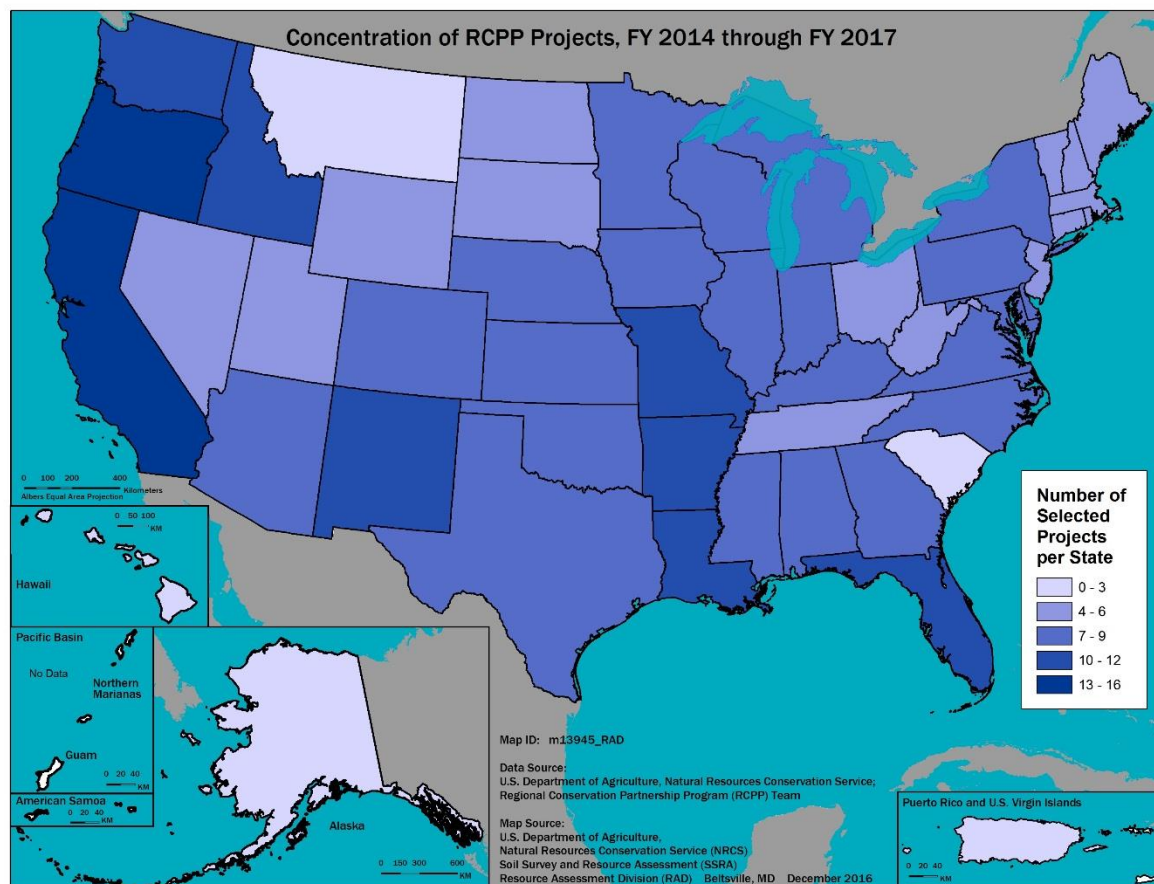 Concentration of RCPP Projects, FY 2014 through FY 2017
0 100 200 400
Kilometers
Albers Equal Area Projection
0 50 100
KM
Hawaii
Pacific Basin
No Data
Northern
Marianas
Guam
0 20 40
KM
American Samoa
0 20 40
KM
Alaska
0 150 300 600
KM
Map ID: m13945_RAD
Data Source:
U.S. Department of Agriculture, Natural Resources Conservation Service;
Regional Conservation Partnership Program (RCPP) Team
Map Source:
U.S. Department of Agriculture,
Natural Resources Conservation Service (NRCS)
Soil Survey and Resource Assessment (SSRA)
Resource Assessment Division (RAD) Beltsville, MD December 2016
Number of
Selected
Projects
per State
0 - 3
4 - 6
7 - 9
10 - 12
13 - 16
Puerto Rico and U.S. Virgin Islands
0 20 40
KM